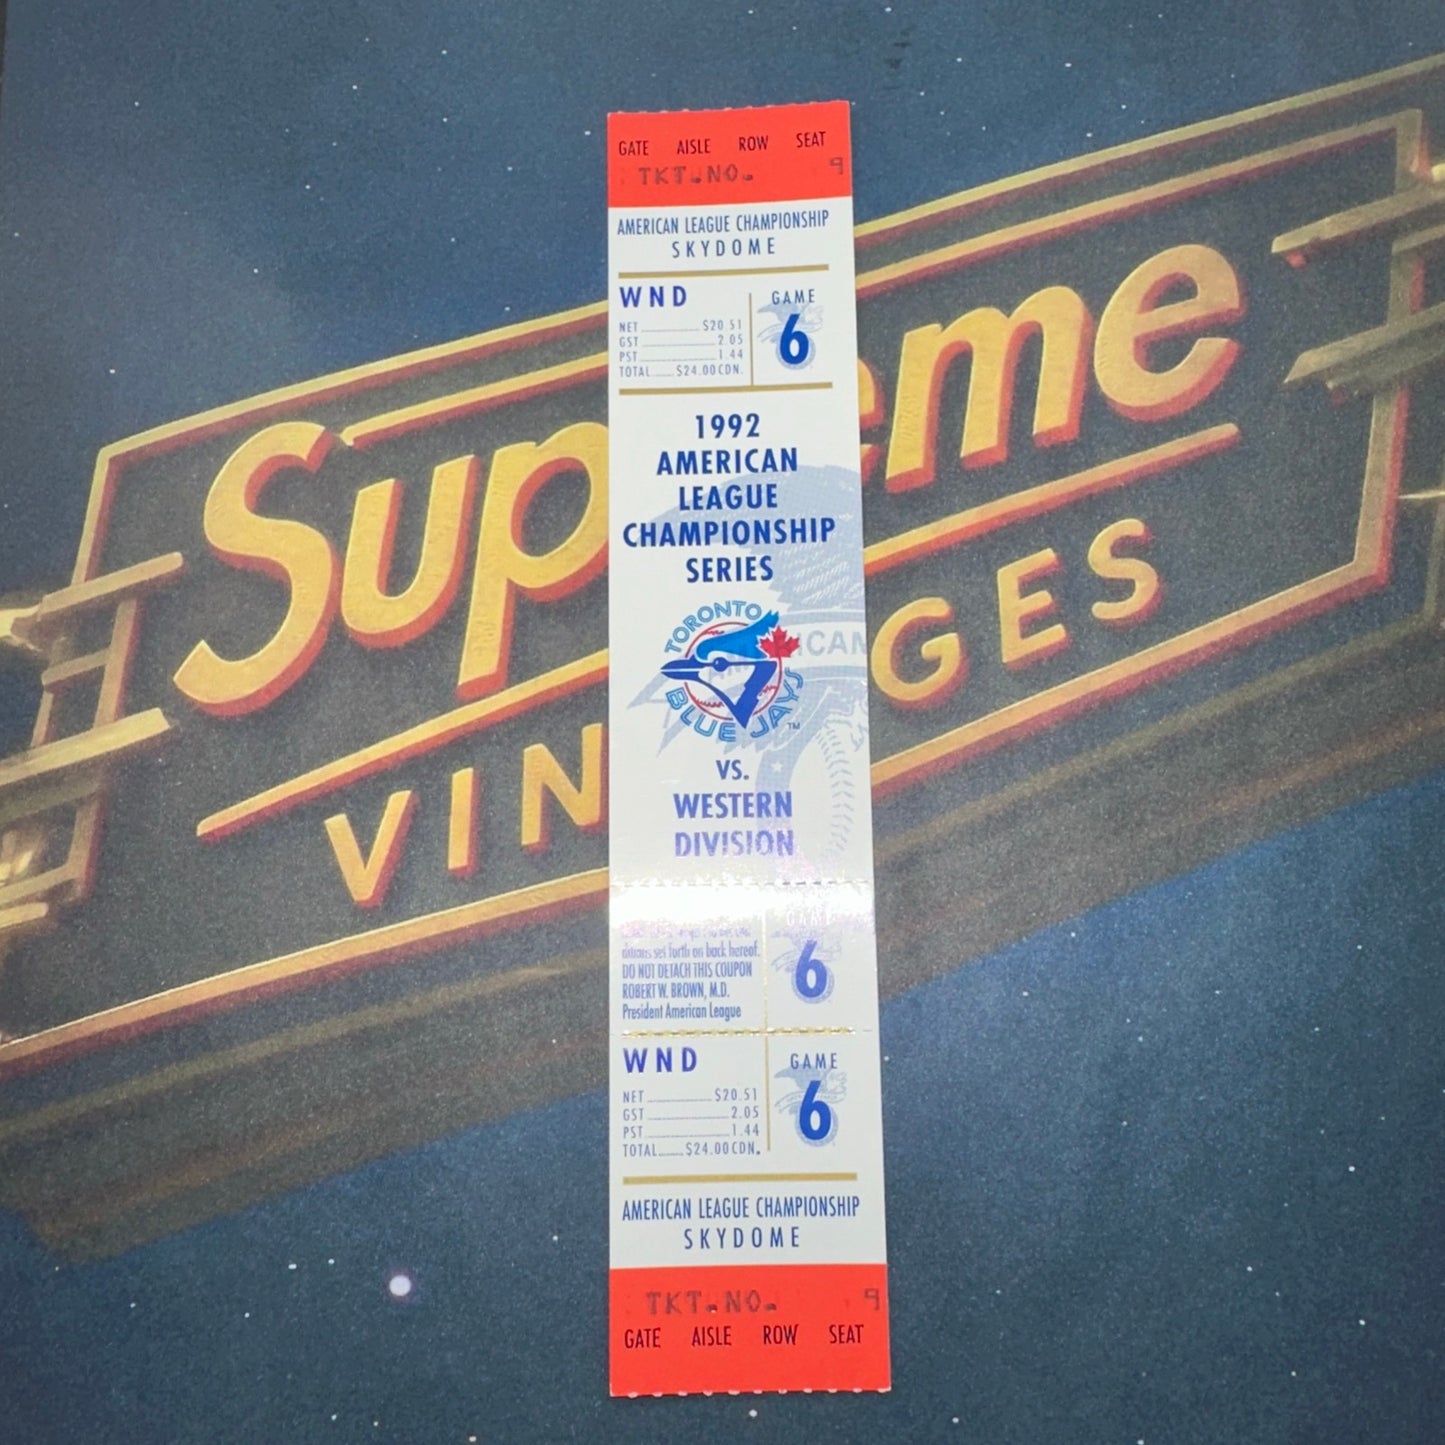 GATE AISLE ROW SEAT
TKT.NO. 9
AMERICAN LEAGUE CHAMPIONSHIP
SKYDOME
WND
NET $20.51
GST 2.05
PST 1.44
TOTAL $24.00CDN.
GAME
6
1992
AMERICAN
LEAGUE
CHAMPIONSHIP
SERIES
TORONTO
BLUE JAYS™
VS.
WESTERN
DIVISION
ditions set forth on back hereof.
DO NOT DETACH THIS COUPON
ROBERT W. BROWN, M.D.
President American League
GAME
6
WND
NET $20.51
GST 2.05
PST 1.44
TOTAL $24.00CDN.
GAME
6
AMERICAN LEAGUE CHAMPIONSHIP
SKYDOME
TKT.NO. 9
GATE AISLE ROW SEAT
Sup eme
VIN GES